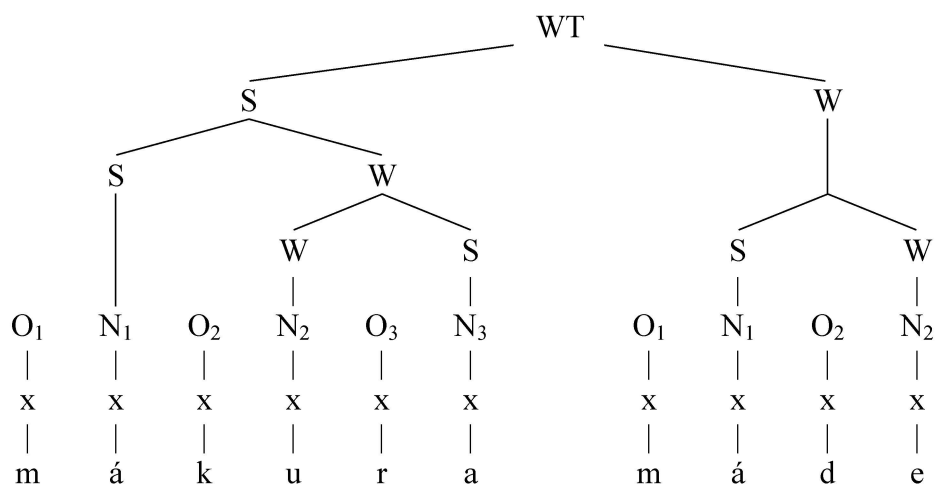 WT
S W
S W
W S S W
O₁ N₁ O₂ N₂ O₃ N₃ O₁ N₁ O₂ N₂
x x x x x x x x x x
m á k u r a m á d e